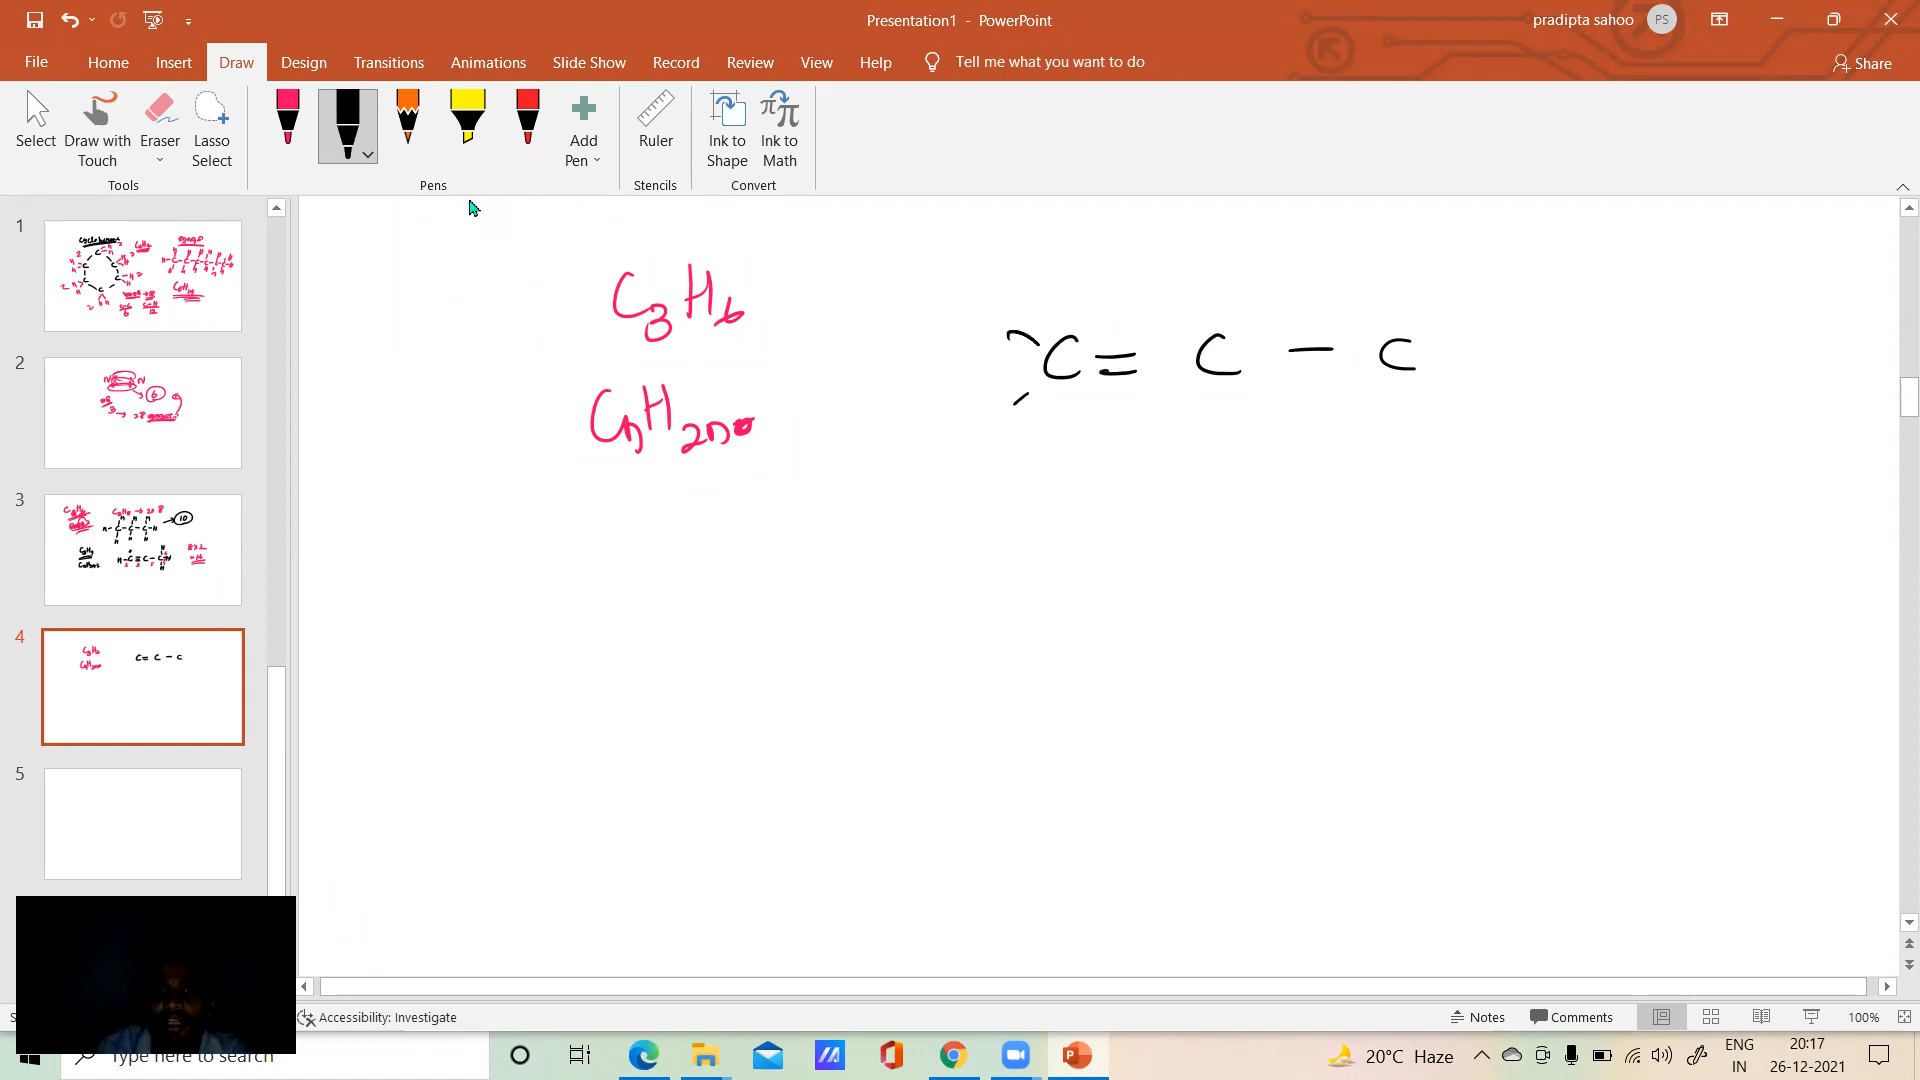 Presentation1 - PowerPoint
pradipta sahoo
PS
File Home Insert Draw Design Transitions Animations Slide Show Record Review View Help Tell me what you want to do
Share
Select
Draw with Touch
Eraser
Lasso Select
Add Pen
Ruler
Ink to Shape
Ink to Math
Tools
Pens
Stencils
Convert
1
2
3
4
5
C3H6
CnH2n
C = C - C
Accessibility: Investigate
Notes
Comments
100%
Type here to search
20°C Haze
ENG
IN
20:17
26-12-2021